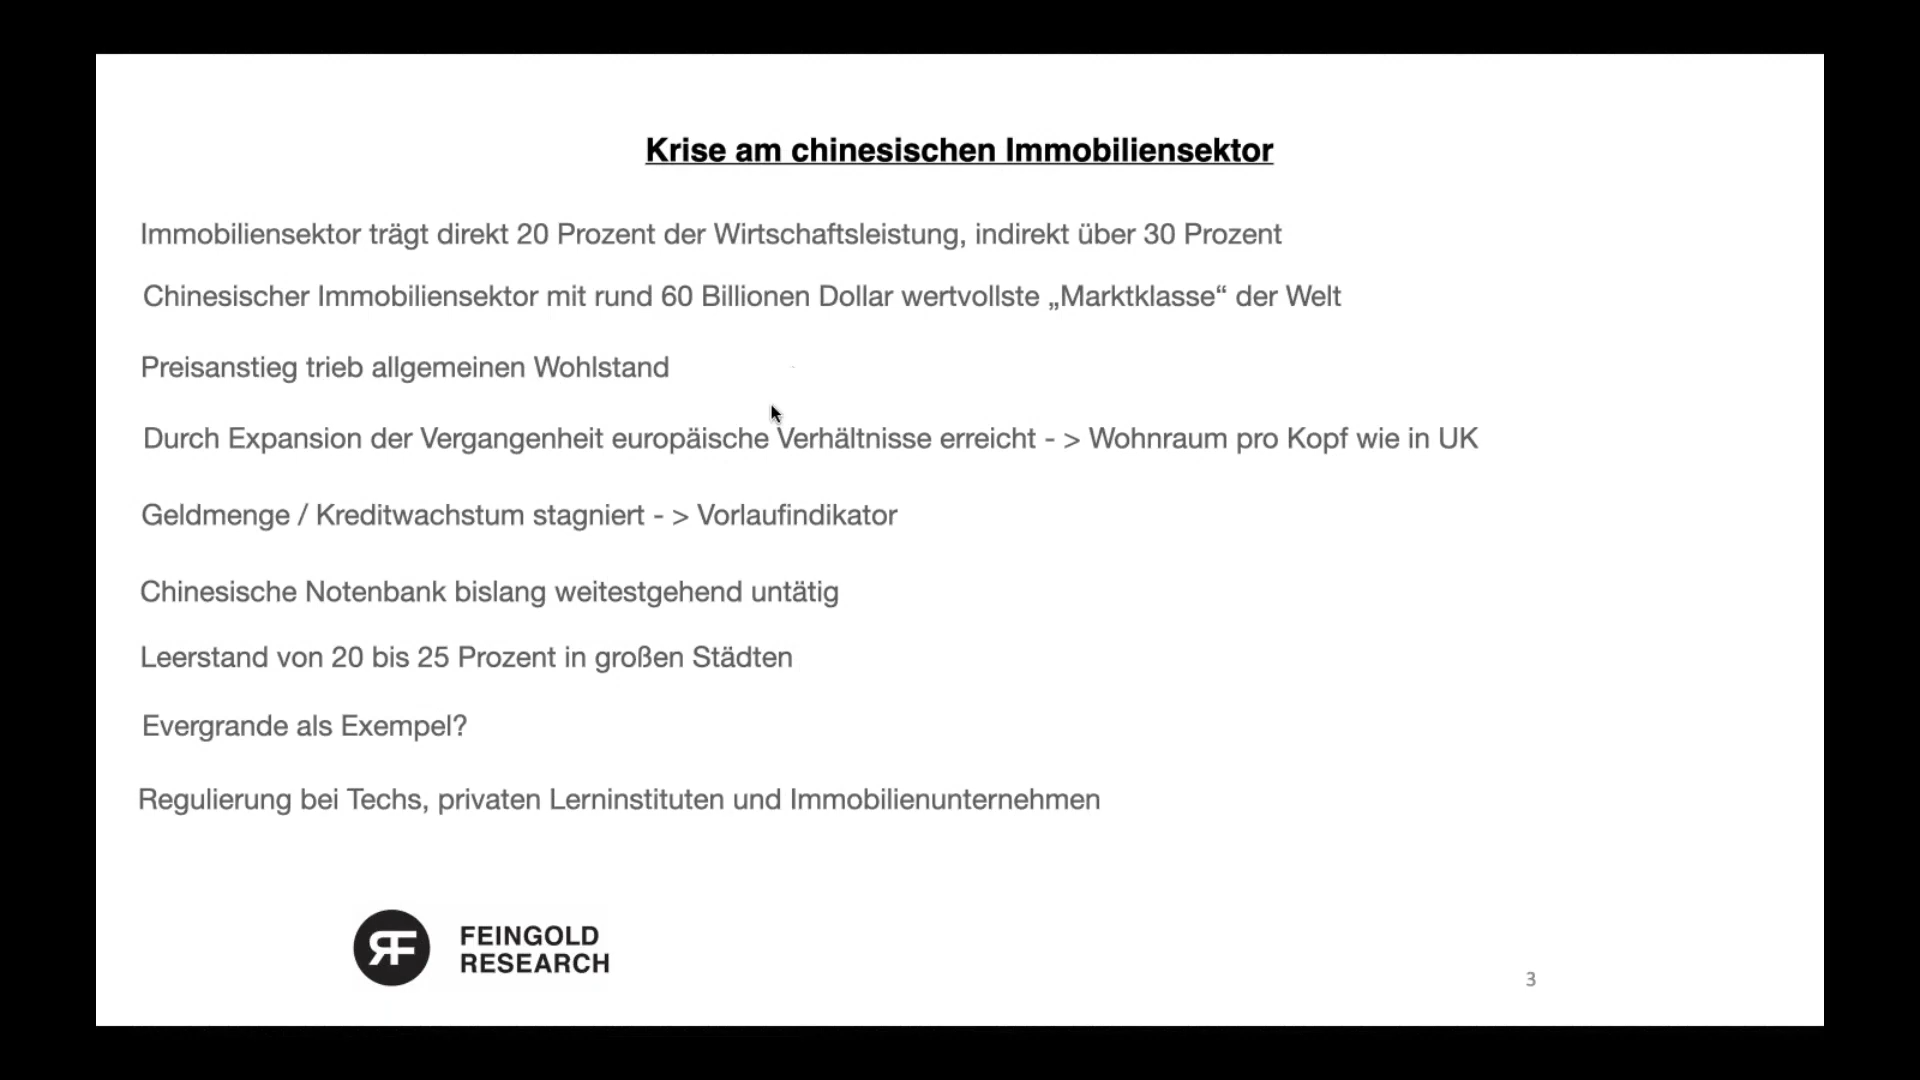 Krise am chinesischen Immobiliensektor
Immobiliensektor trägt direkt 20 Prozent der Wirtschaftsleistung, indirekt über 30 Prozent
Chinesischer Immobiliensektor mit rund 60 Billionen Dollar wertvollste „Marktklasse“ der Welt
Preisanstieg trieb allgemeinen Wohlstand
Durch Expansion der Vergangenheit europäische Verhältnisse erreicht - > Wohnraum pro Kopf wie in UK
Geldmenge / Kreditwachstum stagniert - > Vorlaufindikator
Chinesische Notenbank bislang weitestgehend untätig
Leerstand von 20 bis 25 Prozent in großen Städten
Evergrande als Exempel?
Regulierung bei Techs, privaten Lerninstituten und Immobilienunternehmen
RF
FEINGOLD
RESEARCH
3